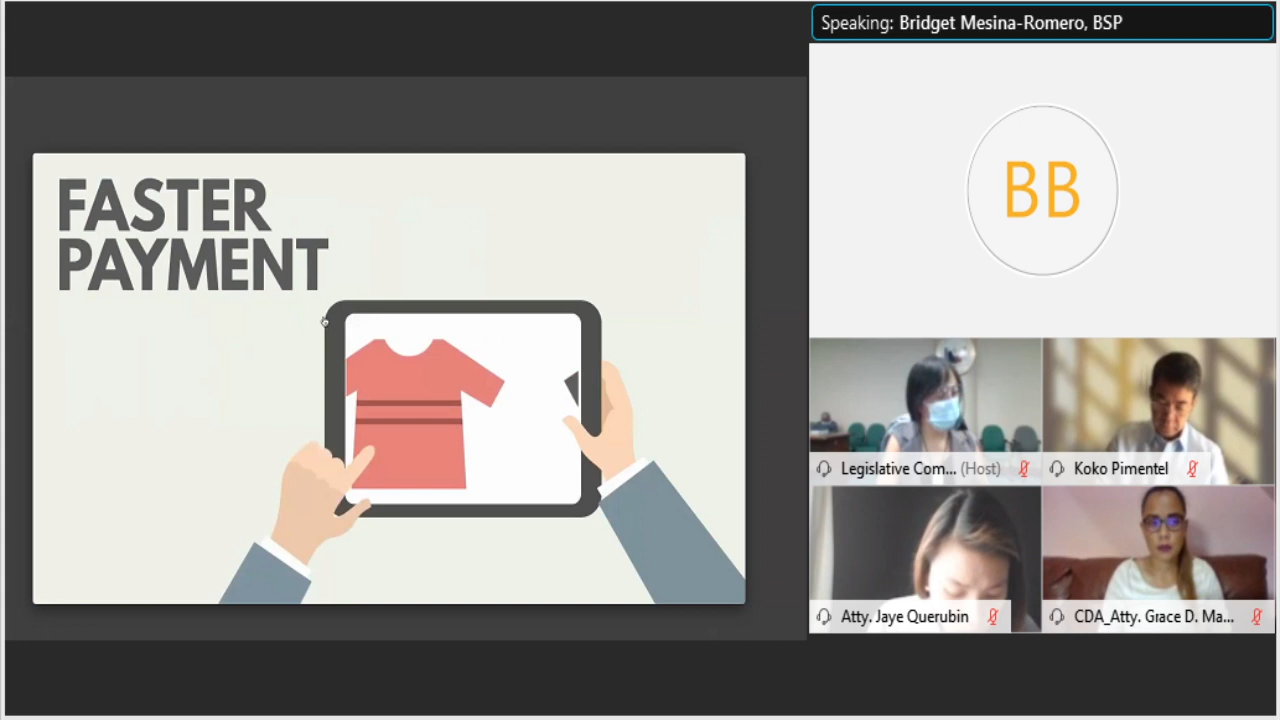 Speaking: Bridget Mesina-Romero, BSP
FASTER
PAYMENT
BB
Legislative Com... (Host)
Koko Pimentel
Atty. Jaye Querubin
CDA_Atty. Grace D. Ma...